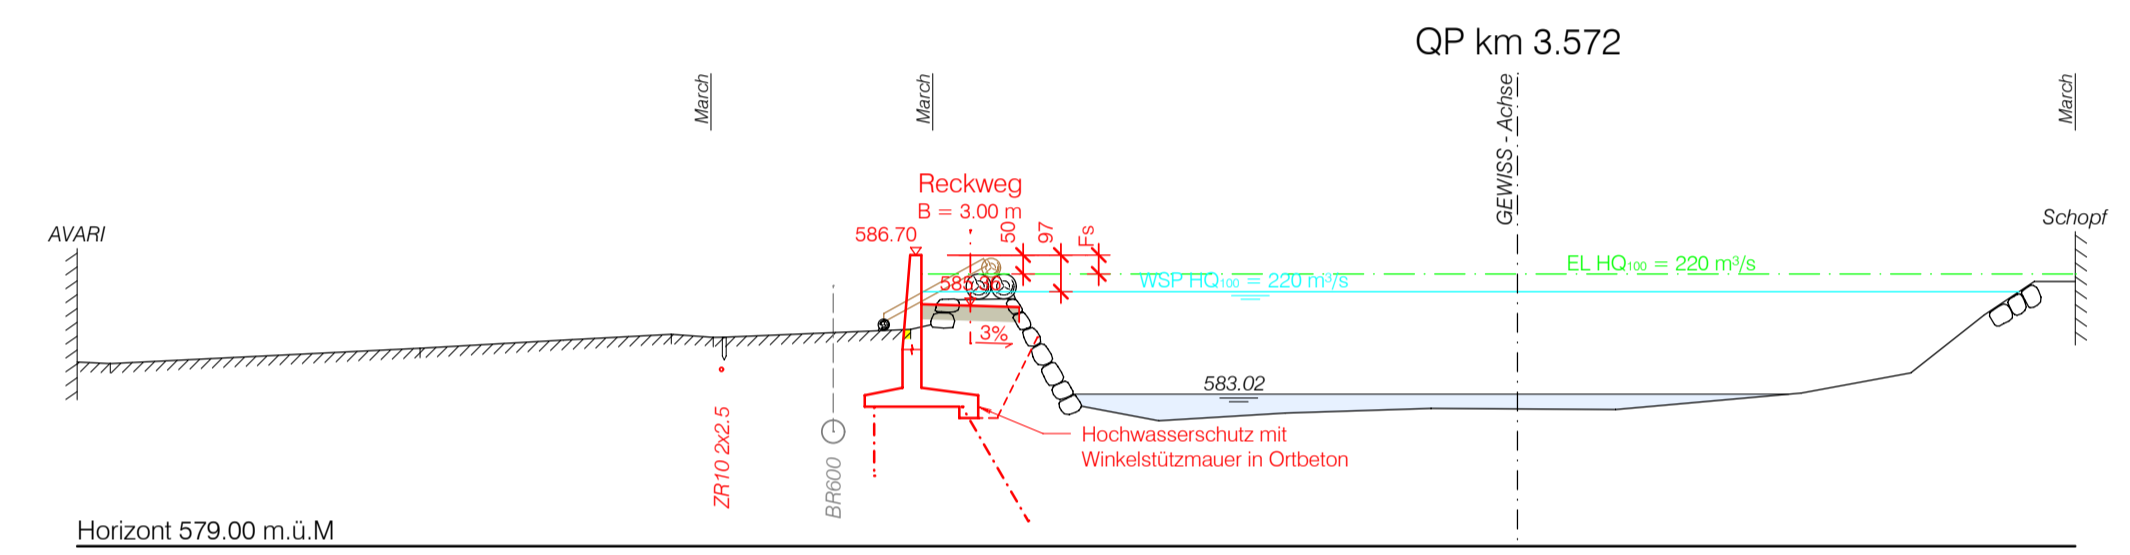 QP km 3.572
March
March
GEWISS - Achse
March
AVARI
Reckweg
B = 3.00 m
586.70
50
97
Fs
Schopf
EL HQ₁₀₀ = 220 m³/s
WSP HQ₁₀₀ = 220 m³/s
3%
583.02
Hochwasserschutz mit
Winkelstützmauer in Ortbeton
ZR10 2x2.5
BR600
Horizont 579.00 m.ü.M